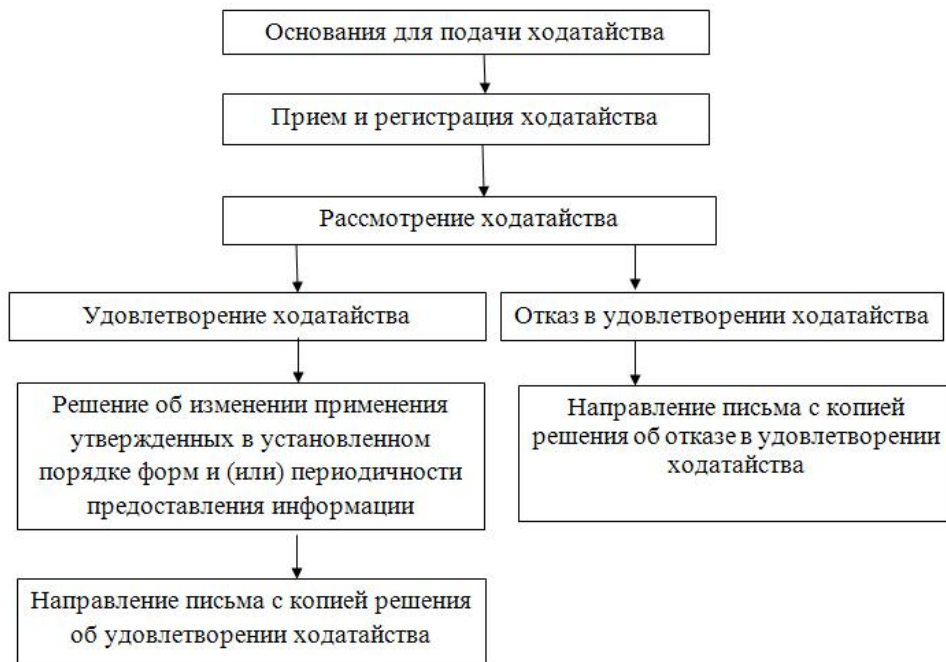 Основания для подачи ходатайства
Прием и регистрация ходатайства
Рассмотрение ходатайства
Удовлетворение ходатайства
Отказ в удовлетворении ходатайства
Решение об изменении применения
утвержденных в установленном
порядке форм и (или) периодичности
предоставления информации
Направление письма с копией
решения об отказе в удовлетворении
ходатайства
Направление письма с копией решения
об удовлетворении ходатайства